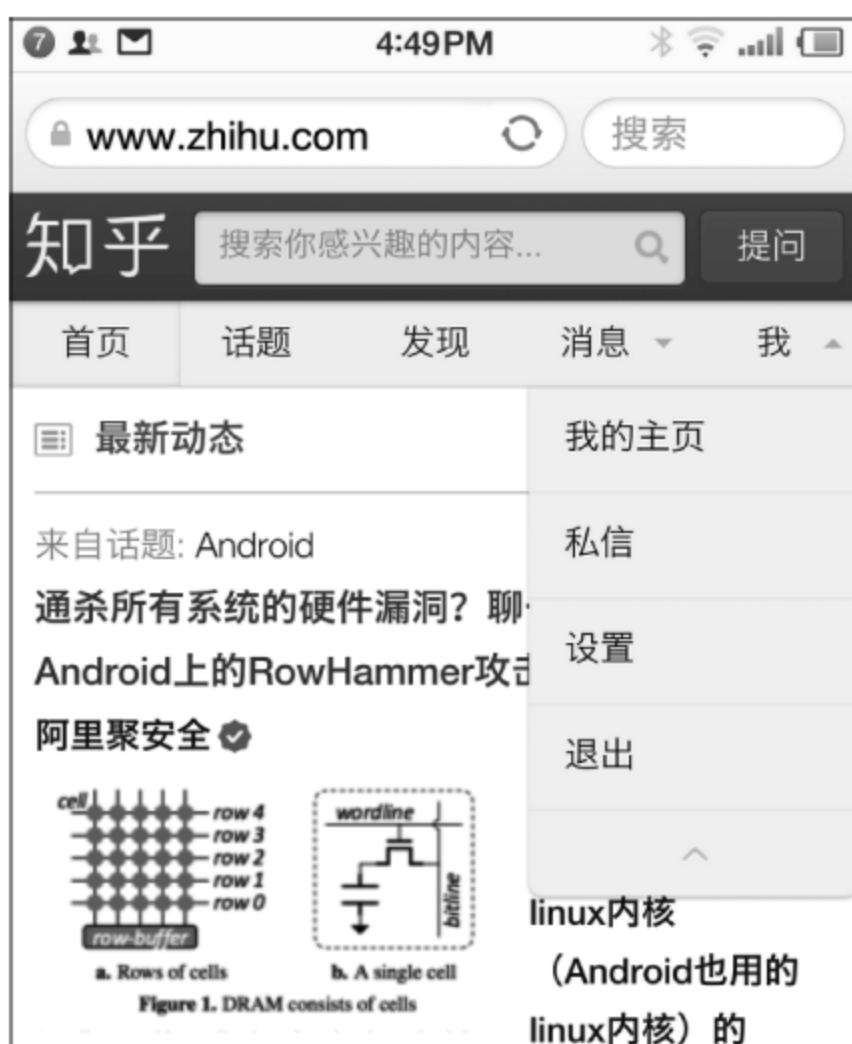 7
4:49PM
www.zhihu.com
搜索
知乎
搜索你感兴趣的内容...
提问
首页
话题
发现
消息
我
最新动态
我的主页
私信
设置
退出
来自话题: Android
通杀所有系统的硬件漏洞？聊
Android上的RowHammer攻
阿里聚安全
cell
row 4
row 3
row 2
row 1
row 0
row-buffer
a. Rows of cells
wordline
bitline
b. A single cell
Figure 1. DRAM consists of cells
linux内核
（Android也用的
linux内核）的